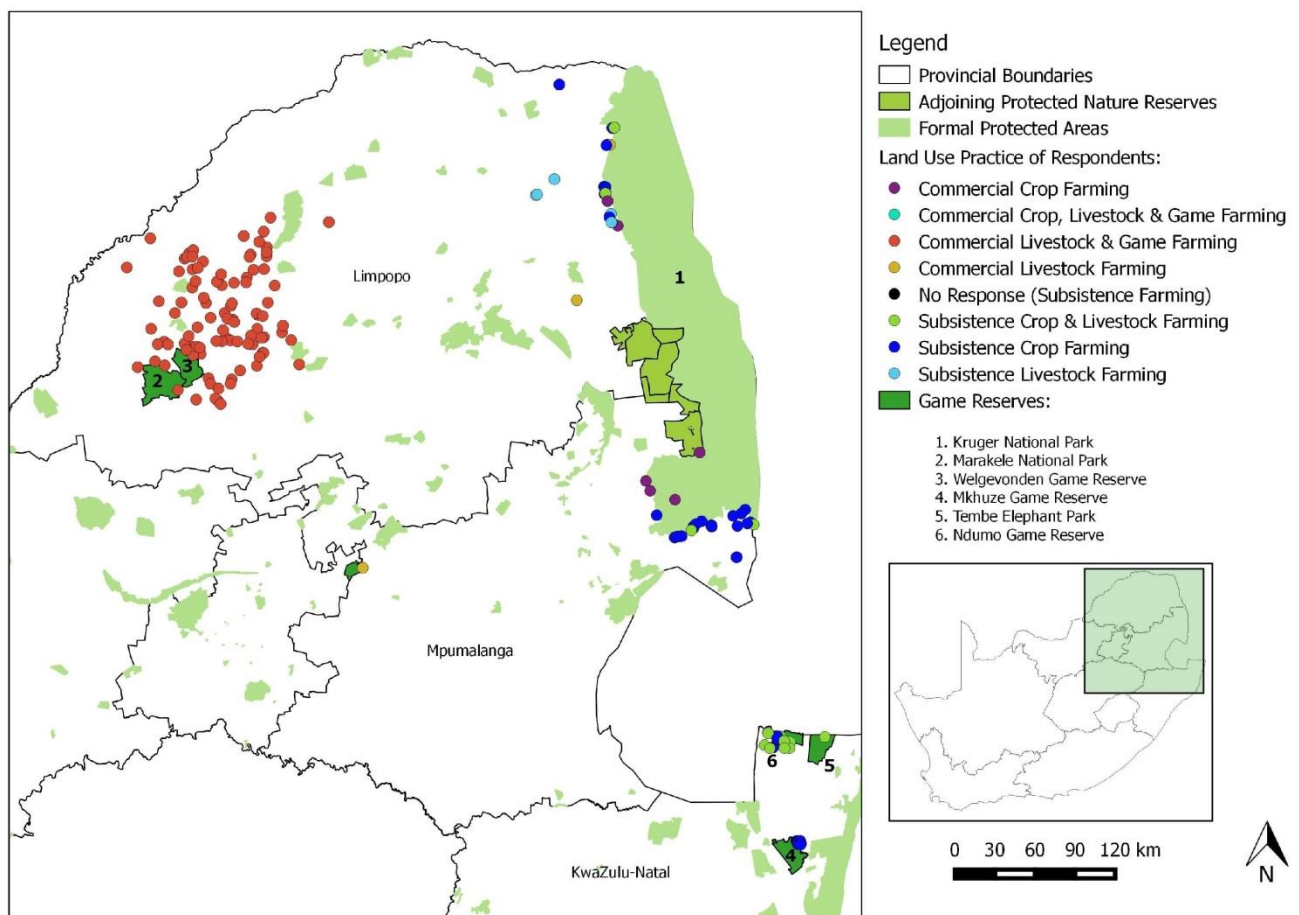 Limpopo
Mpumalanga
KwaZulu-Natal
1
2
3
4
5
6
Legend
Provincial Boundaries
Adjoining Protected Nature Reserves
Formal Protected Areas
Land Use Practice of Respondents:
Commercial Crop Farming
Commercial Crop, Livestock & Game Farming
Commercial Livestock & Game Farming
Commercial Livestock Farming
No Response (Subsistence Farming)
Subsistence Crop & Livestock Farming
Subsistence Crop Farming
Subsistence Livestock Farming
Game Reserves:
1. Kruger National Park
2. Marakele National Park
3. Welgevonden Game Reserve
4. Mkhuze Game Reserve
5. Tembe Elephant Park
6. Ndumo Game Reserve
0 30 60 90 120 km
N